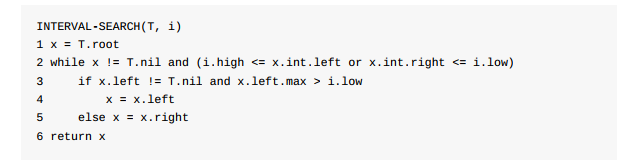 INTERVAL-SEARCH(T, i)
1 x = T.root
2 while x != T.nil and (i.high <= x.int.left or x.int.right <= i.low)
3     if x.left != T.nil and x.left.max > i.low
4         x = x.left
5     else x = x.right
6 return x